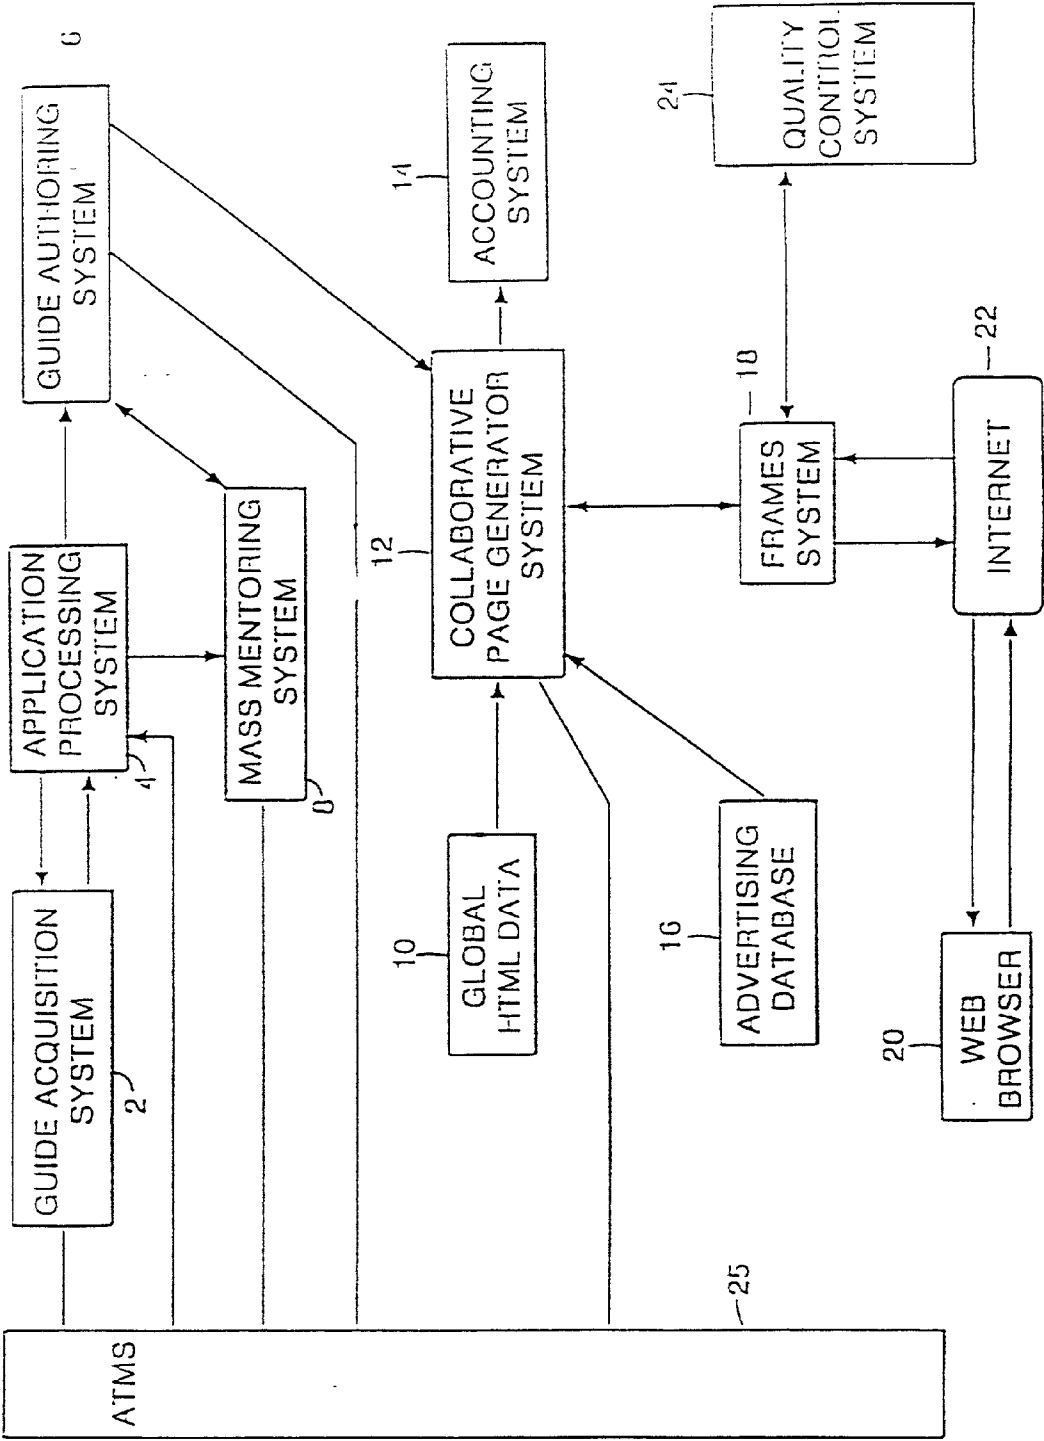 ATMS
25
GUIDE ACQUISITION
SYSTEM
2
APPLICATION
PROCESSING
SYSTEM
4
GUIDE AUTHORING
SYSTEM
6
MASS MENTORING
SYSTEM
8
10
GLOBAL
HTML DATA
12
COLLABORATIVE
PAGE GENERATOR
SYSTEM
14
ACCOUNTING
SYSTEM
16
ADVERTISING
DATABASE
18
FRAMES
SYSTEM
24
QUALITY
CONTROL
SYSTEM
20
WEB
BROWSER
INTERNET
22